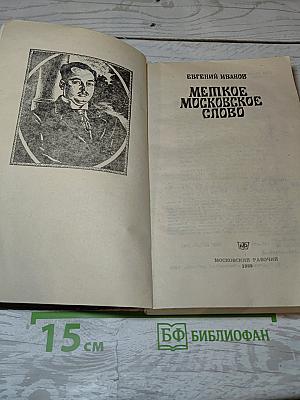 ЕВГЕНИЙ ИВАНОВ
МЕТКОЕ
МОСКОВСКОЕ
СЛОВО
МОСКОВСКИЙ РАБОЧИЙ
15 см
БФ БИБЛИОФАН